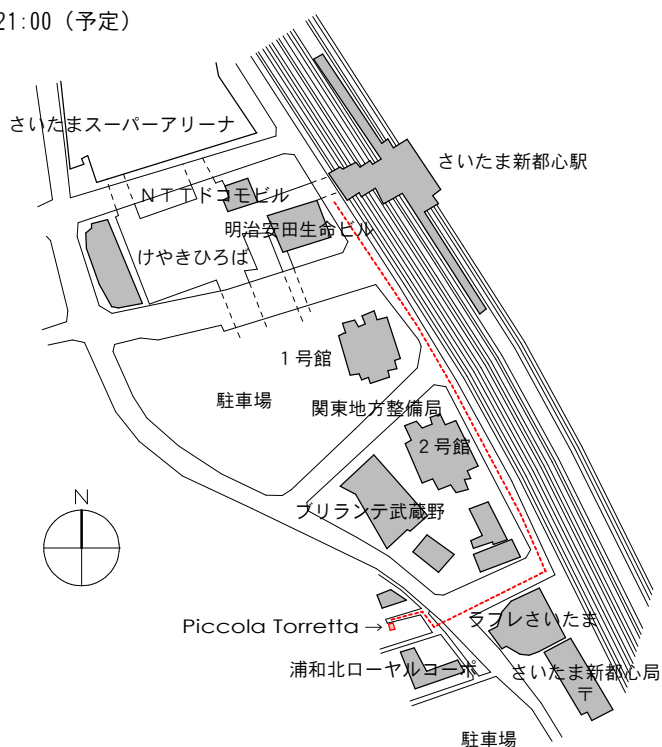 21:00（予定）
さいたまスーパーアリーナ
さいたま新都心駅
ＮＴＴドコモビル
明治安田生命ビル
けやきひろば
１号館
駐車場
関東地方整備局
２号館
ブリランテ武蔵野
N
Piccola Torretta →
ラフレさいたま
浦和北ローヤルコーポ
さいたま新都心局
〒
駐車場